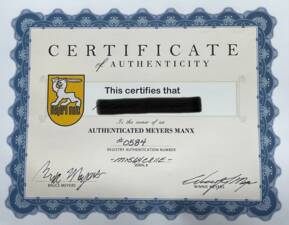 CERTIFICATE
of AUTHENTICITY
meyers manx
This certifies that
Is the owner of an
AUTHENTICATED MEYERS MANX
#0584
REGISTRY AUTHENTICATION NUMBER
SERIAL #
BRUCE MEYERS
WINNIE MEYERS